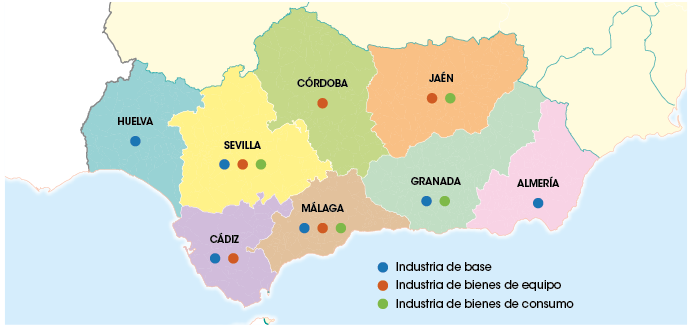 CÓRDOBA
JAÉN
HUELVA
SEVILLA
GRANADA
ALMERÍA
MÁLAGA
CÁDIZ
Industria de base
Industria de bienes de equipo
Industria de bienes de consumo